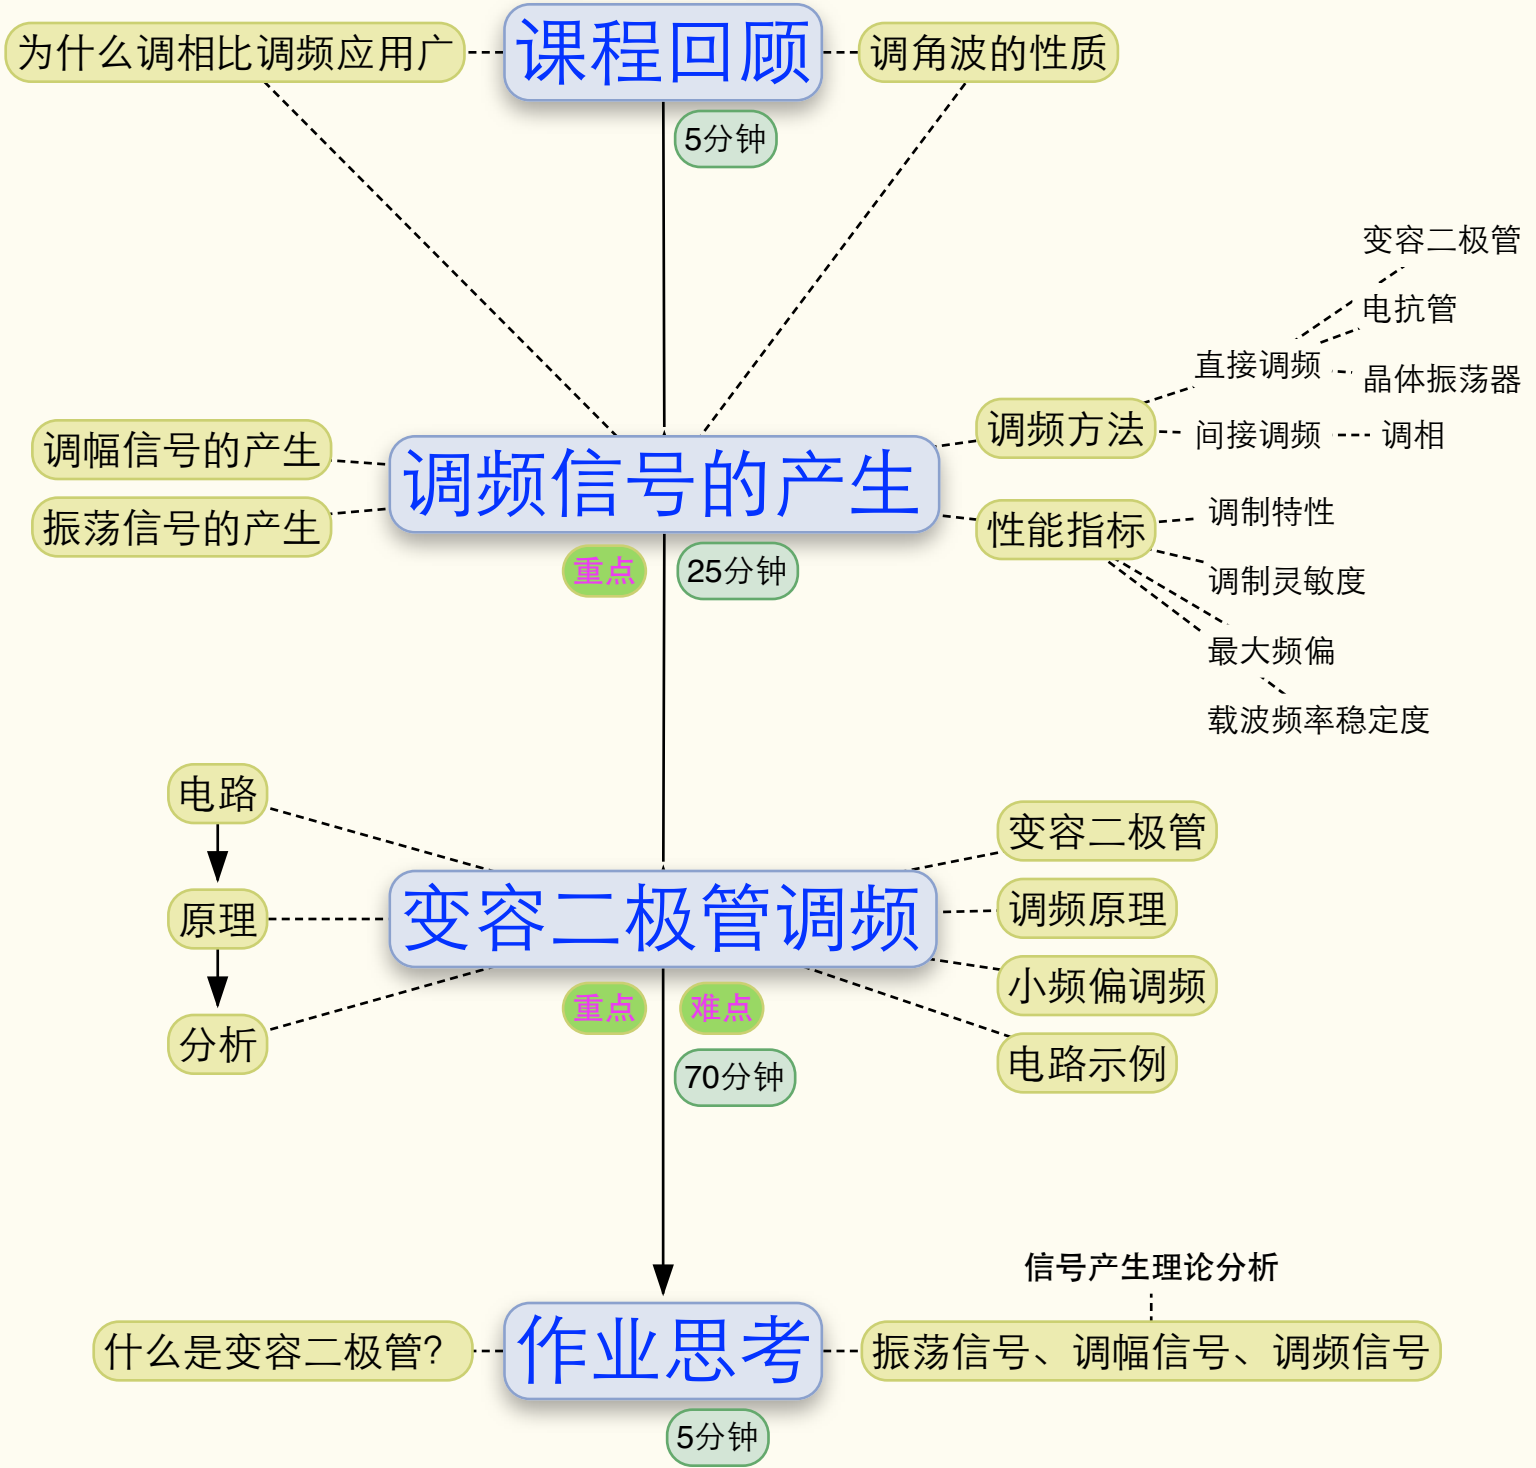 为什么调相比调频应用广
课程回顾
调角波的性质
5分钟
变容二极管
电抗管
直接调频
晶体振荡器
调频方法
间接调频
调相
调幅信号的产生
调频信号的产生
振荡信号的产生
性能指标
调制特性
调制灵敏度
最大频偏
载波频率稳定度
重点
25分钟
电路
原理
分析
变容二极管调频
变容二极管
调频原理
小频偏调频
电路示例
重点
难点
70分钟
信号产生理论分析
什么是变容二极管?
作业思考
振荡信号、调幅信号、调频信号
5分钟